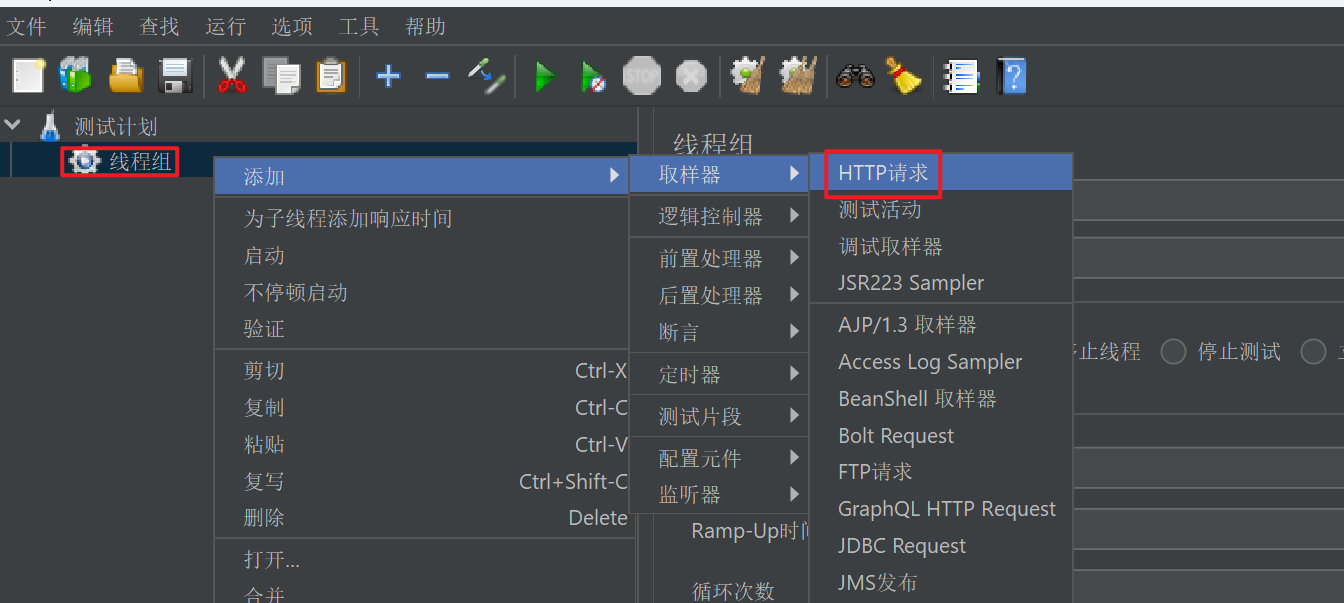 文件 编辑 查找 运行 选项 工具 帮助
STOP
测试计划
线程组
线程组
添加
为子线程添加响应时间
启动
不停顿启动
验证
剪切 Ctrl-X
复制 Ctrl-C
粘贴 Ctrl-V
复写 Ctrl+Shift-C
删除 Delete
打开...
合并
取样器
逻辑控制器
前置处理器
后置处理器
断言
定时器
测试片段
配置元件
监听器
HTTP请求
测试活动
调试取样器
JSR223 Sampler
AJP/1.3 取样器
Access Log Sampler
BeanShell 取样器
Bolt Request
FTP请求
GraphQL HTTP Request
JDBC Request
JMS发布
止线程 停止测试
Ramp-Up时间
循环次数